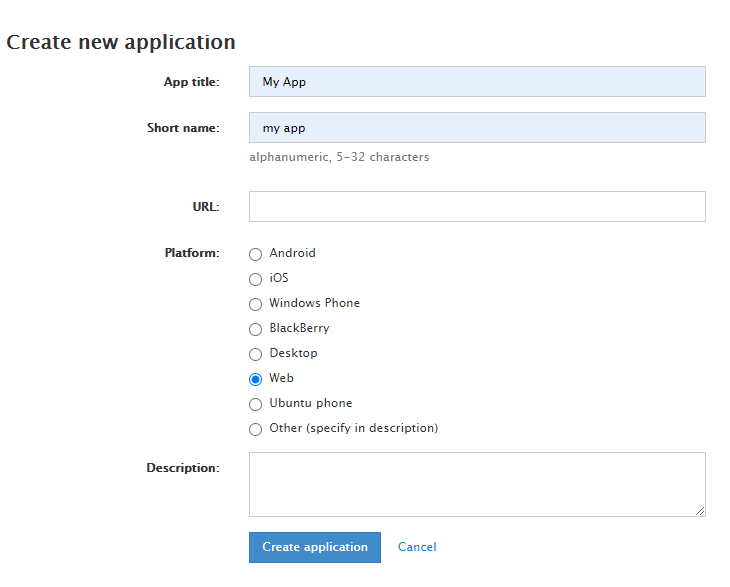 Create new application
App title: My App
Short name: my app
alphanumeric, 5-32 characters
URL:
Platform: Android
iOS
Windows Phone
BlackBerry
Desktop
Web
Ubuntu phone
Other (specify in description)
Description:
Create application Cancel